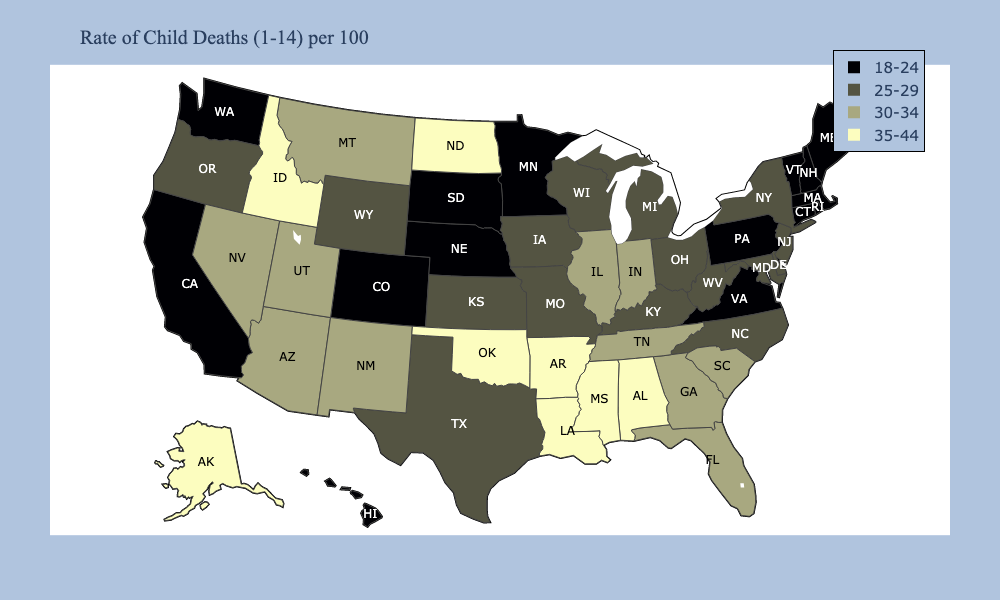 Rate of Child Deaths (1-14) per 100
18-24
25-29
30-34
35-44
WA
MT
ND
MN
ME
OR
ID
SD
WI
VT
NH
WY
MI
NY
MA
RI
CT
NV
UT
NE
IA
PA
NJ
CA
CO
IL
IN
OH
MD
DE
KS
MO
WV
VA
KY
NC
AZ
NM
OK
AR
TN
SC
TX
LA
MS
AL
GA
FL
AK
HI